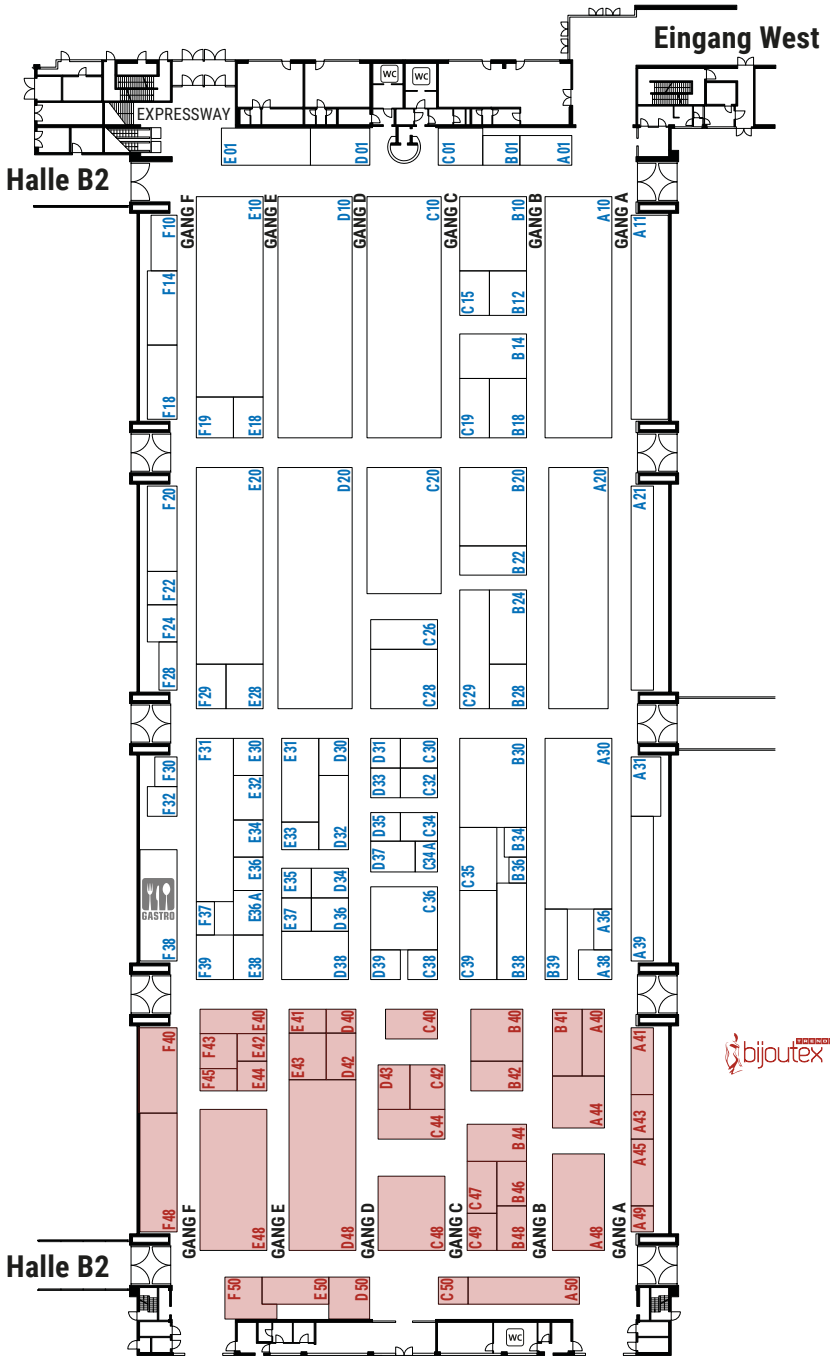 Eingang West
WC
WC
EXPRESSWAY
E 01
D 01
C 01
B 01
A 01
Halle B2
GANG F
GANG E
GANG D
GANG C
GANG B
GANG A
F10
E10
D10
C10
B10
A10
A11
F14
C15
B12
B14
F18
F19
E18
C19
B18
F20
E20
D20
C20
B20
A20
A21
B22
F22
B24
F24
C26
F28
F29
E28
C28
C29
B28
F30
F31
E30
E31
D30
D31
C30
B30
A30
A31
F32
E32
D33
C32
E34
E33
D32
D35
C34
B34
E36
D37
C34A
B36
C35
GASTRO
E35
D34
E36 A
F37
E37
D36
C36
A36
F38
F39
E38
D38
D39
C38
C39
B38
B39
A38
A39
F40
E40
E41
D40
C40
B40
B41
A40
A41
F43
E42
E43
D42
F45
E44
D43
C42
B42
A44
A43
C44
B44
A45
C47
B46
F48
E48
D48
C48
C49
B48
A48
A49
bijoutex
TREND
GANG F
GANG E
GANG D
GANG C
GANG B
GANG A
Halle B2
F 50
E 50
D 50
C 50
A 50
WC